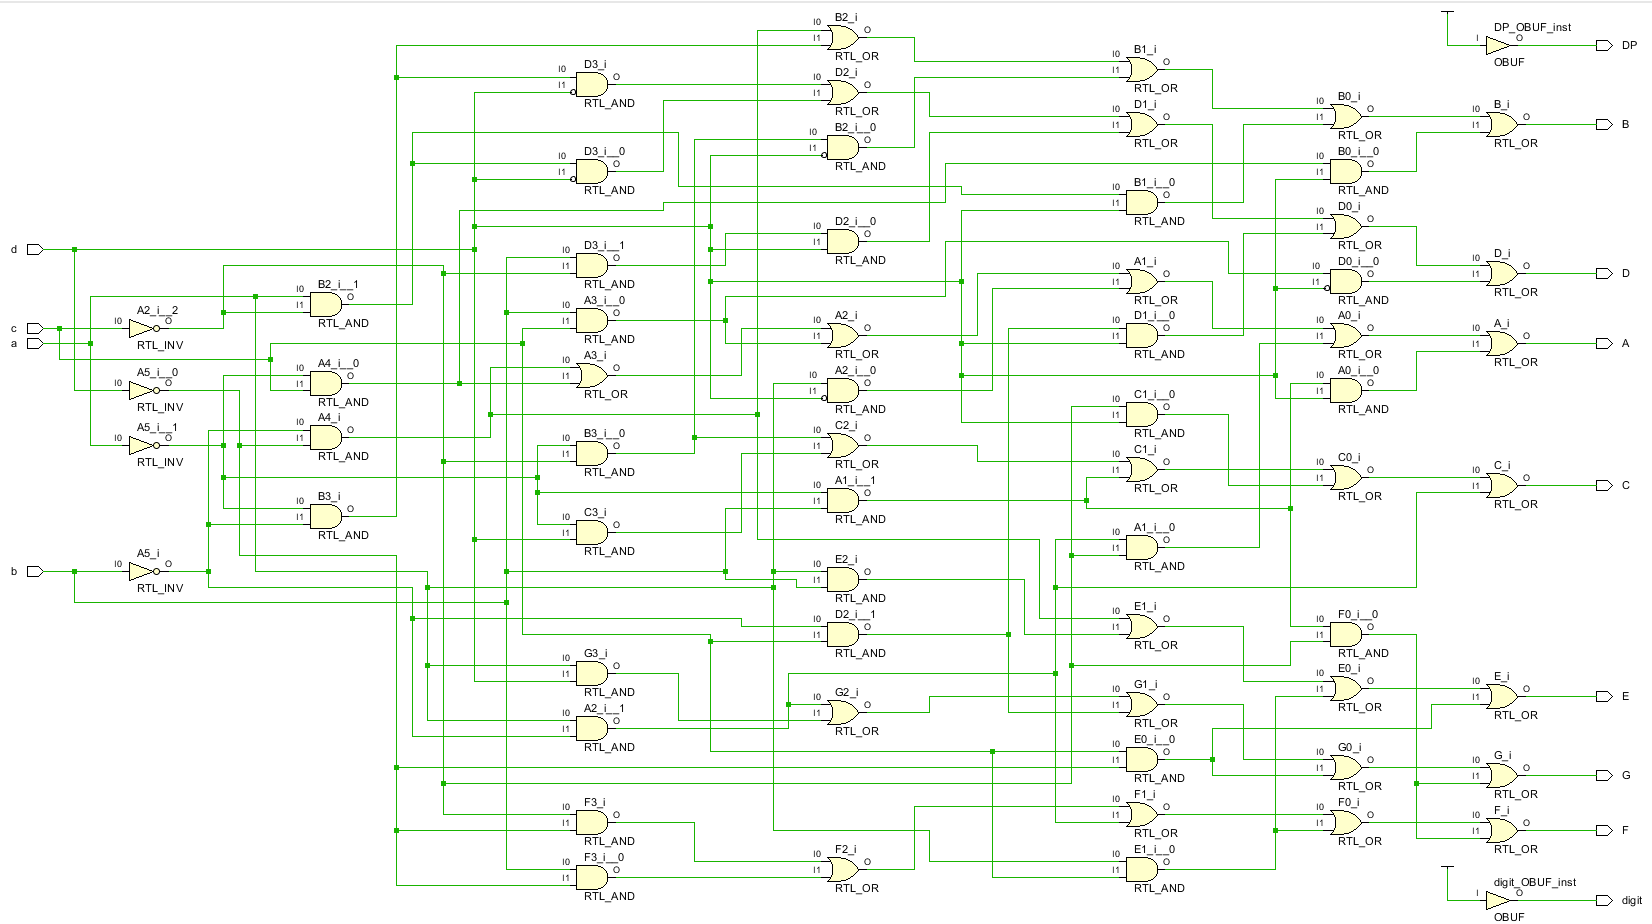 d
c
a
b
A2_i__2
I0 O
RTL_INV
A5_i__0
I0 O
RTL_INV
A5_i__1
I0 O
RTL_INV
A5_i
I0 O
RTL_INV
B2_i__1
I0 O
I1
RTL_AND
A4_i__0
I0 O
I1
RTL_AND
A4_i
I0 O
I1
RTL_AND
B3_i
I0 O
I1
RTL_AND
D3_i
I0 O
I1
RTL_AND
D3_i__0
I0 O
I1
RTL_AND
D3_i__1
I0 O
I1
RTL_AND
A3_i__0
I0 O
I1
RTL_AND
A3_i
I0 O
I1
RTL_OR
B3_i__0
I0 O
I1
RTL_AND
C3_i
I0 O
I1
RTL_AND
G3_i
I0 O
I1
RTL_AND
A2_i__1
I0 O
I1
RTL_AND
F3_i
I0 O
I1
RTL_AND
F3_i__0
I0 O
I1
RTL_AND
B2_i
I0 O
I1
RTL_OR
D2_i
I0 O
I1
RTL_OR
B2_i__0
I0 O
I1
RTL_AND
D2_i__0
I0 O
I1
RTL_AND
A2_i
I0 O
I1
RTL_OR
A2_i__0
I0 O
I1
RTL_AND
C2_i
I0 O
I1
RTL_OR
A1_i__1
I0 O
I1
RTL_AND
E2_i
I0 O
I1
RTL_AND
D2_i__1
I0 O
I1
RTL_AND
G2_i
I0 O
I1
RTL_OR
F2_i
I0 O
I1
RTL_OR
B1_i
I0 O
I1
RTL_OR
D1_i
I0 O
I1
RTL_OR
B1_i__0
I0 O
I1
RTL_AND
A1_i
I0 O
I1
RTL_OR
D1_i__0
I0 O
I1
RTL_AND
C1_i__0
I0 O
I1
RTL_AND
C1_i
I0 O
I1
RTL_OR
A1_i__0
I0 O
I1
RTL_AND
E1_i
I0 O
I1
RTL_OR
G1_i
I0 O
I1
RTL_OR
E0_i__0
I0 O
I1
RTL_AND
F1_i
I0 O
I1
RTL_OR
E1_i__0
I0 O
I1
RTL_AND
B0_i
I0 O
I1
RTL_OR
B0_i__0
I0 O
I1
RTL_AND
D0_i
I0 O
I1
RTL_OR
D0_i__0
I0 O
I1
RTL_AND
A0_i
I0 O
I1
RTL_OR
A0_i__0
I0 O
I1
RTL_AND
C0_i
I0 O
I1
RTL_OR
F0_i__0
I0 O
I1
RTL_AND
E0_i
I0 O
I1
RTL_OR
G0_i
I0 O
I1
RTL_OR
F0_i
I0 O
I1
RTL_OR
DP_OBUF_inst
I O
OBUF
DP
B_i
I0 O
I1
RTL_OR
B
D_i
I0 O
I1
RTL_OR
D
A_i
I0 O
I1
RTL_OR
A
C_i
I0 O
I1
RTL_OR
C
E_i
I0 O
I1
RTL_OR
E
G_i
I0 O
I1
RTL_OR
G
F_i
I0 O
I1
RTL_OR
F
digit_OBUF_inst
I O
OBUF
digit